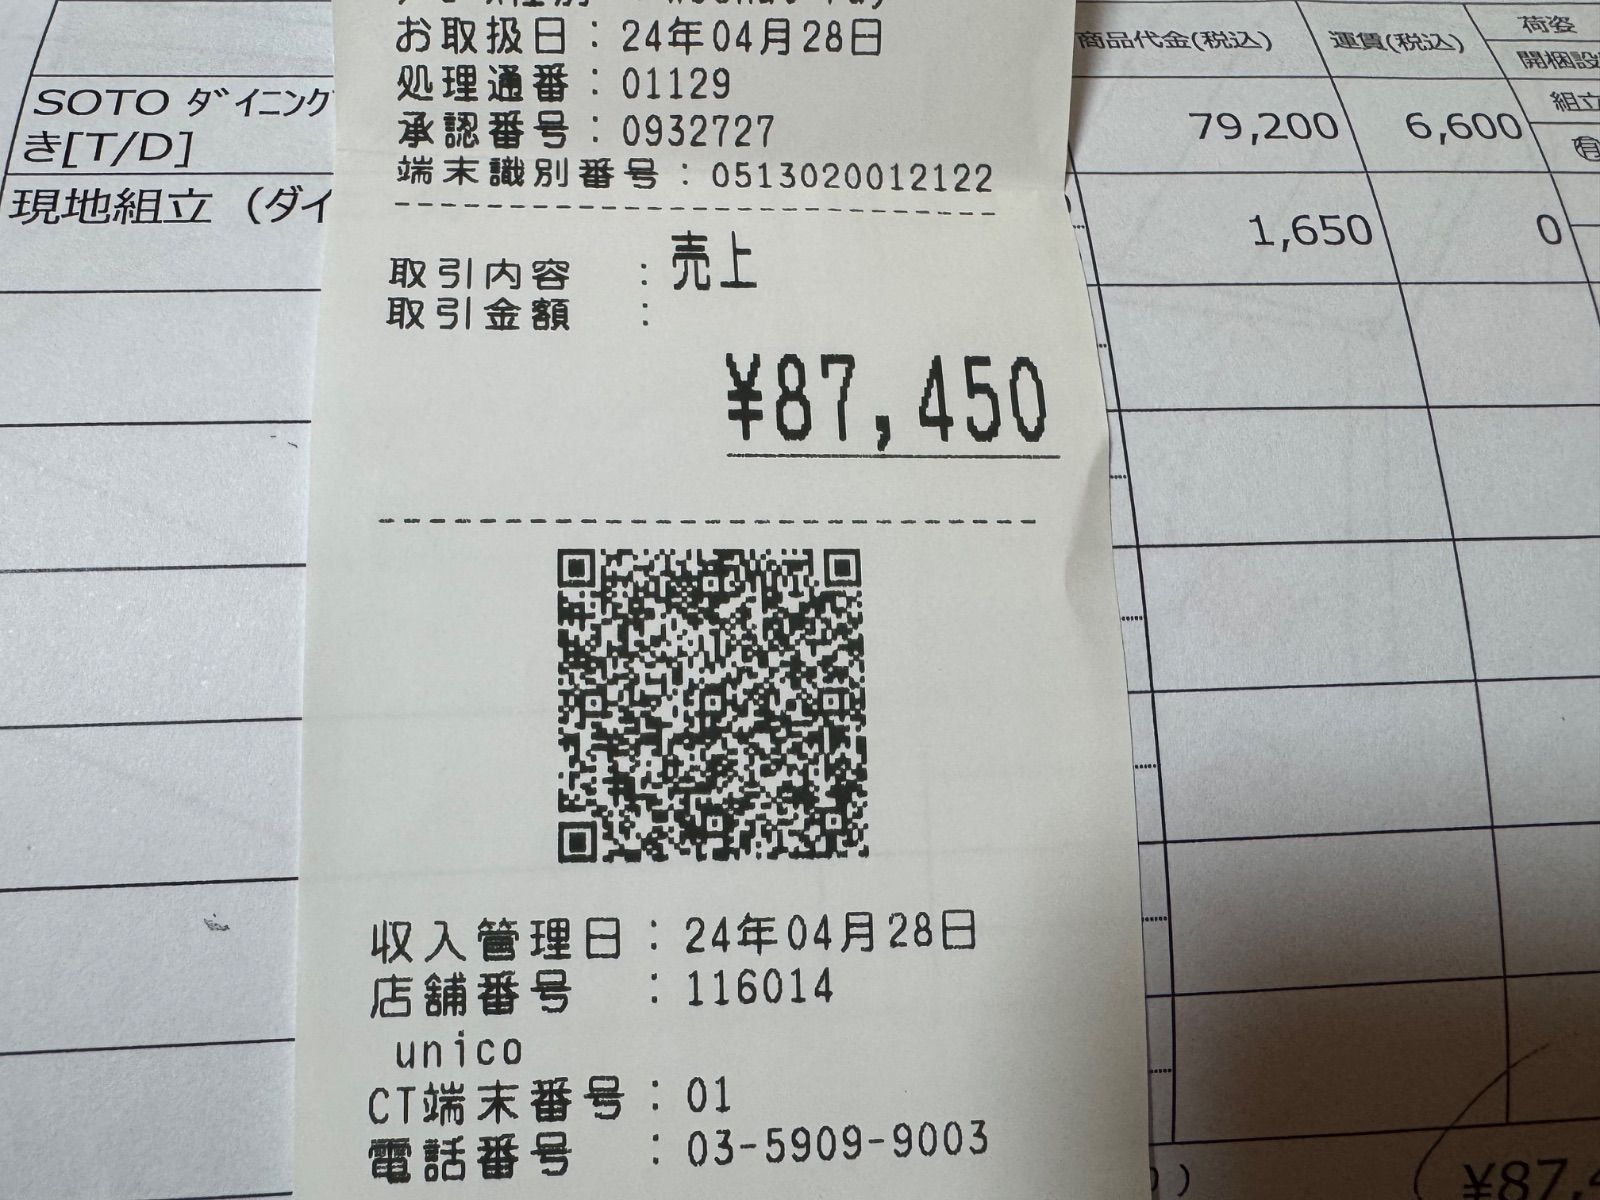 お取扱日：24年04月28日
処理通番：01129
承認番号：0932727
端末識別番号：0513020012122
取引内容 ：売上
取引金額 ：
¥87,450
収入管理日：24年04月28日
店舗番号 ：116014
unico
CT端末番号：01
電話番号 ：03-5909-9003
商品代金(税込) 運賃(税込) 荷姿
SOTO ダイニング 79,200 6,600 組立
き[T/D]
現地組立（ダイ 1,650 0